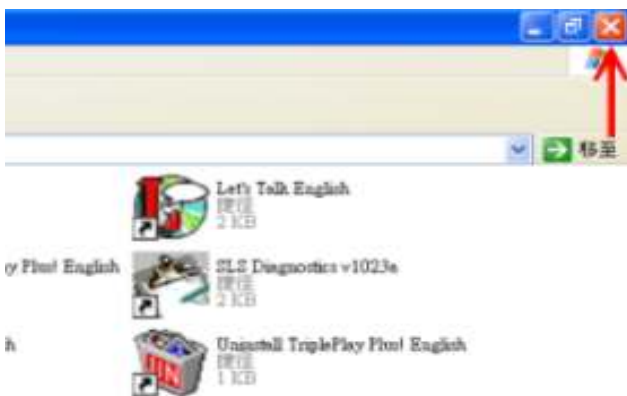 移至
Let's Talk English
捷徑
2 KB
y Plus! English
SLS Diagnostics v1023a
捷徑
2 KB
h
Uninstall TriplePlay Plus! English
捷徑
1 KB